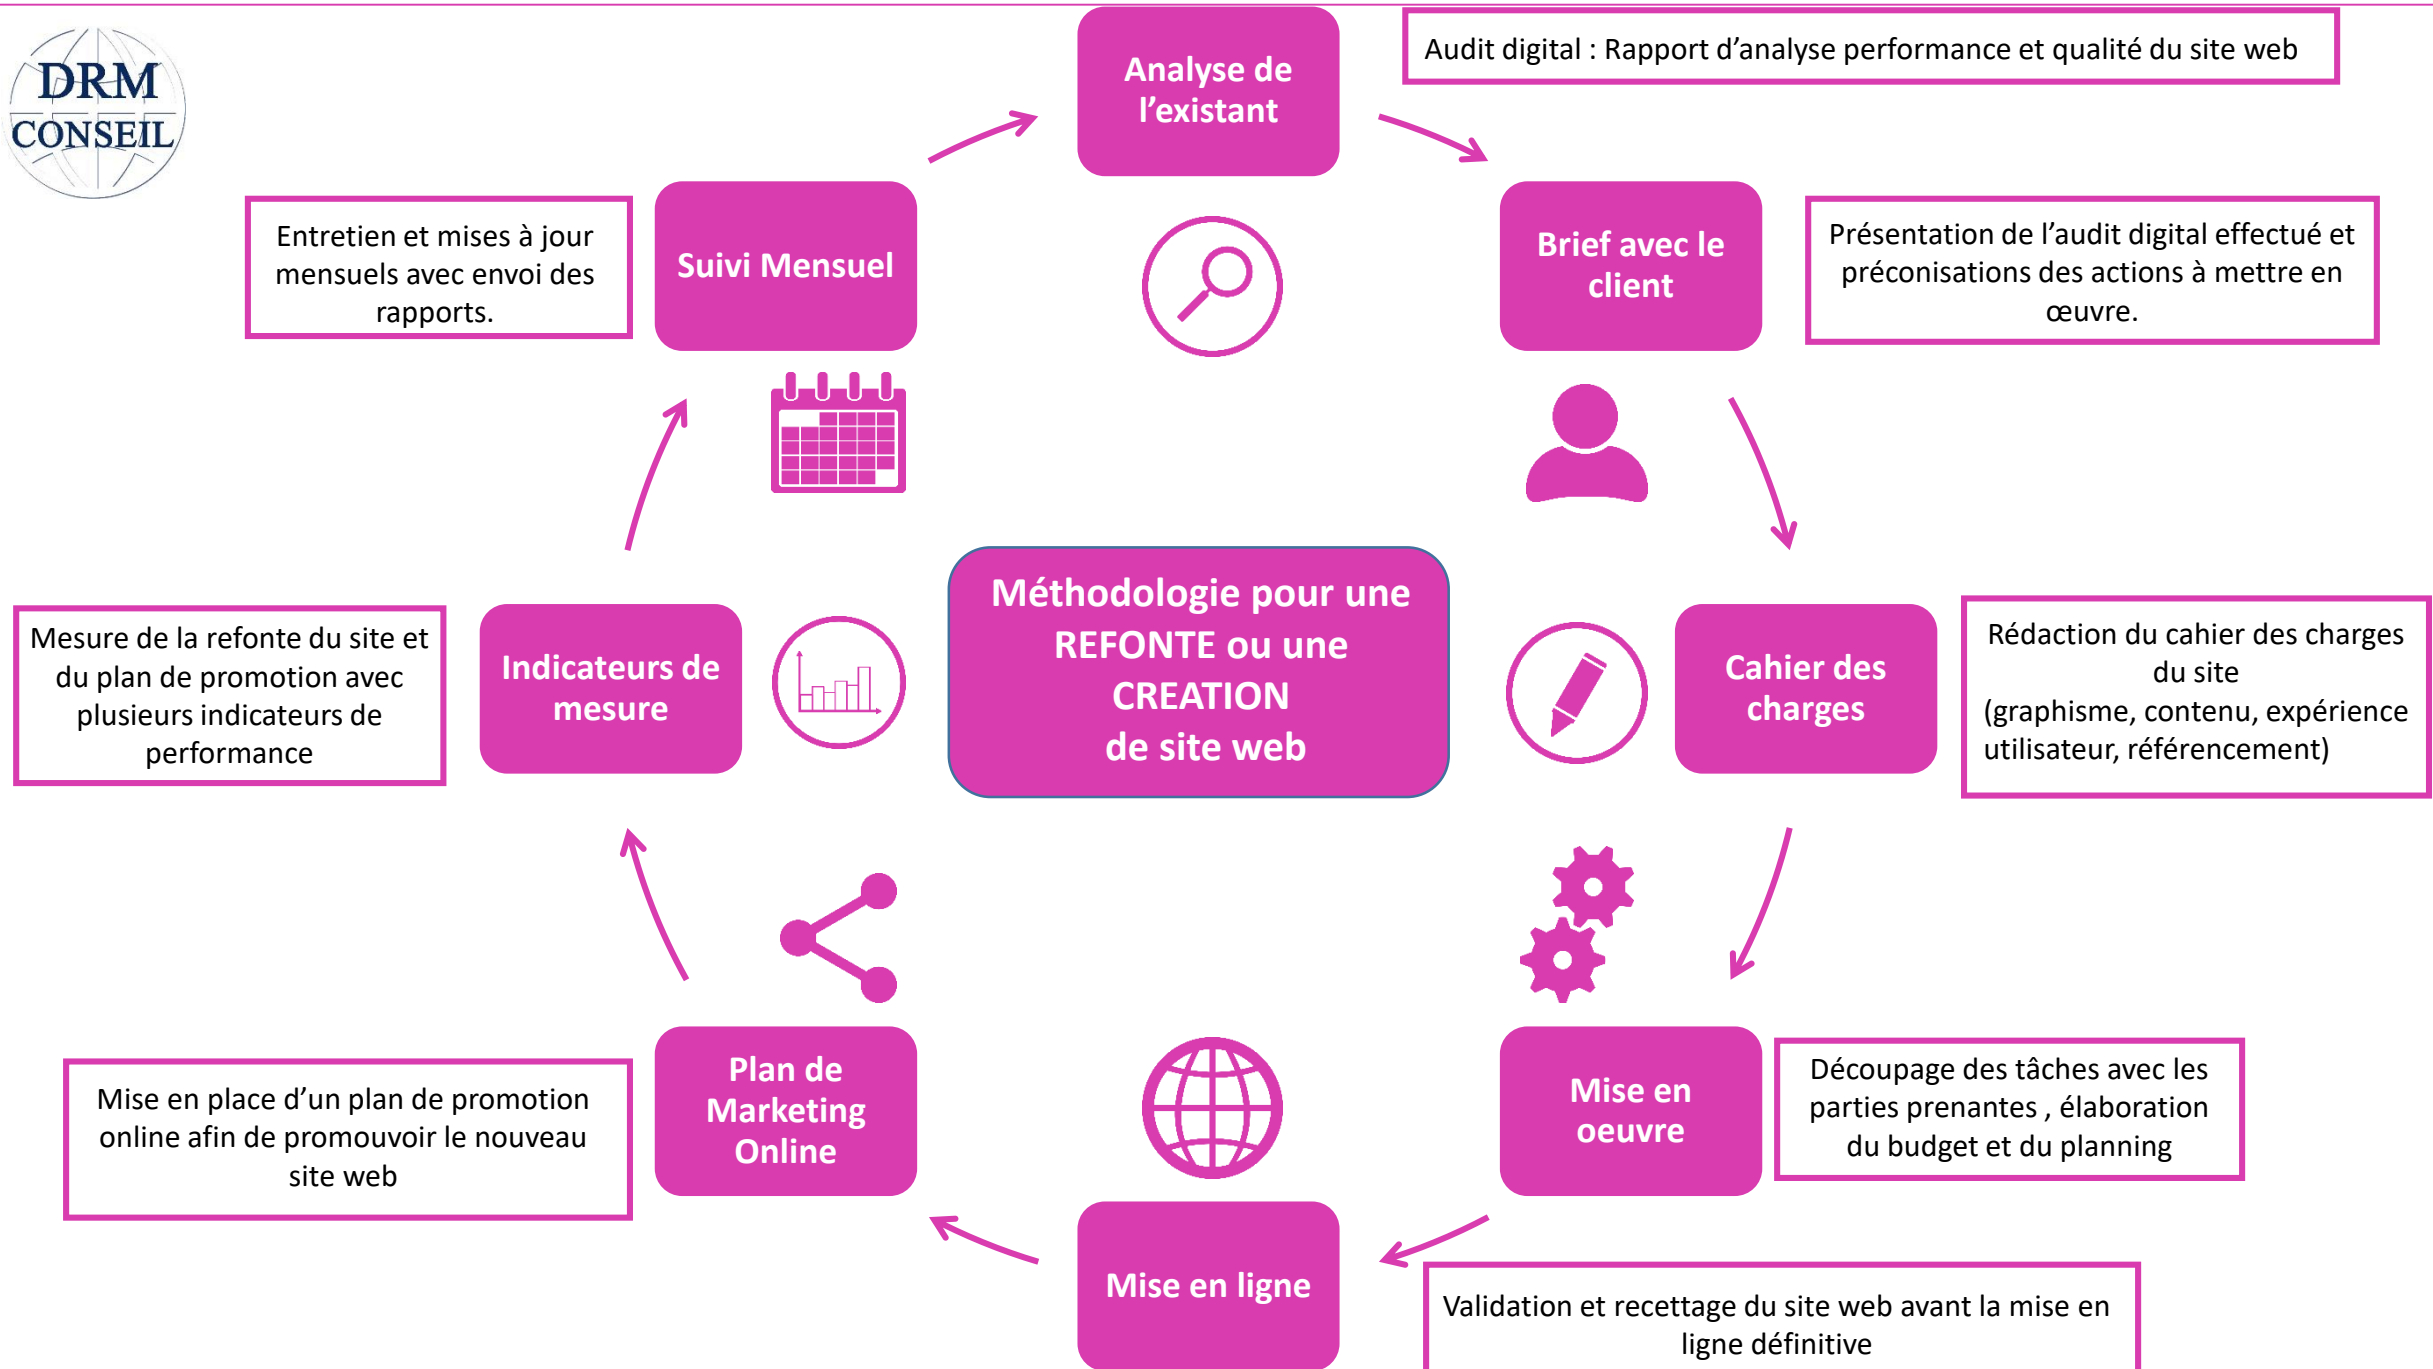 DRM
CONSEIL
Analyse de
l’existant
Audit digital : Rapport d’analyse performance et qualité du site web
Brief avec le
client
Présentation de l’audit digital effectué et
préconisations des actions à mettre en
œuvre.
Cahier des
charges
Rédaction du cahier des charges
du site
(graphisme, contenu, expérience
utilisateur, référencement)
Mise en
oeuvre
Découpage des tâches avec les
parties prenantes , élaboration
du budget et du planning
Mise en ligne
Validation et recettage du site web avant la mise en
ligne définitive
Plan de
Marketing
Online
Mise en place d’un plan de promotion
online afin de promouvoir le nouveau
site web
Indicateurs de
mesure
Mesure de la refonte du site et
du plan de promotion avec
plusieurs indicateurs de
performance
Suivi Mensuel
Entretien et mises à jour
mensuels avec envoi des
rapports.
Méthodologie pour une
REFONTE ou une
CREATION
de site web